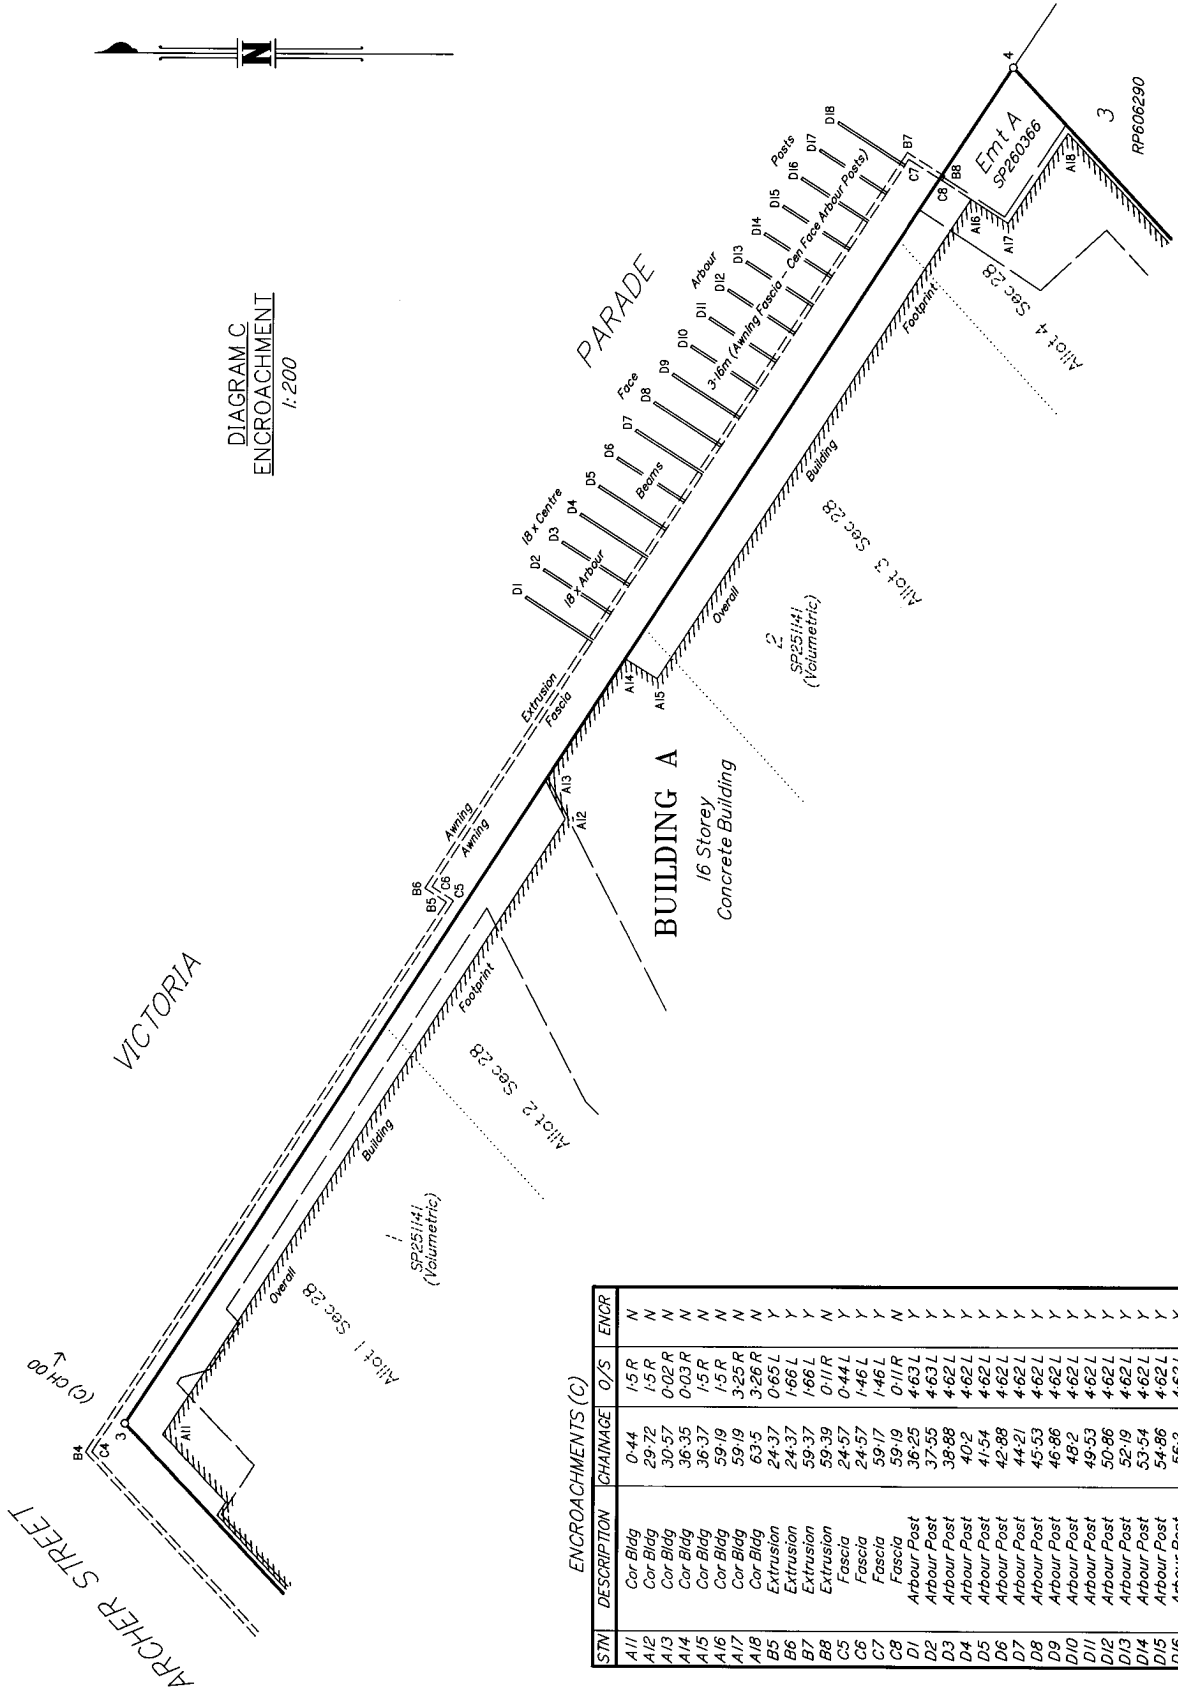 N
DIAGRAM C
ENCROACHMENT
1:200
ARCHER STREET
VICTORIA
PARADE
(C) CH 00
B4
C4
3
A11
B5
B6
C6
C5
Awning
Awning
Extrusion
Fascia
A12
A13
A14
A15
Overall
Building
Footprint
Allot 1 Sec 28
1
SP251141
(Volumetric)
Allot 2 Sec 28
BUILDING A
16 Storey
Concrete Building
2
SP251141
(Volumetric)
Allot 3 Sec 28
Overall
Building
Footprint
Allot 4 Sec 28
18 x Centre
Face
Arbour
Posts
18 x Arbour
Beams
3·16m (Awning Fascia - Cen Face Arbour Posts)
D1
D2
D3
D4
D5
D6
D7
D8
D9
D10
D11
D12
D13
D14
D15
D16
D17
D18
B7
C7
C8
B8
A16
A17
A18
Emt A
SP260366
4
3
RP606290
ENCROACHMENTS (C)
STN DESCRIPTION CHAINAGE O/S ENCR
A11 Cor Bldg 0·44 1·5 R N
A12 Cor Bldg 29·72 1·5 R N
A13 Cor Bldg 30·57 0·02 R N
A14 Cor Bldg 36·35 0·03 R N
A15 Cor Bldg 36·37 1·5 R N
A16 Cor Bldg 59·19 1·5 R N
A17 Cor Bldg 59·19 3·25 R N
A18 Cor Bldg 63·5 3·26 R N
B5 Extrusion 24·37 0·65 L Y
B6 Extrusion 24·37 1·66 L Y
B7 Extrusion 59·37 1·66 L Y
B8 Extrusion 59·39 0·11 R N
C5 Fascia 24·57 0·44 L Y
C6 Fascia 24·57 1·46 L Y
C7 Fascia 59·17 1·46 L Y
C8 Fascia 59·19 0·11 R N
D1 Arbour Post 36·25 4·63 L Y
D2 Arbour Post 37·55 4·63 L Y
D3 Arbour Post 38·88 4·62 L Y
D4 Arbour Post 40·2 4·62 L Y
D5 Arbour Post 41·54 4·62 L Y
D6 Arbour Post 42·88 4·62 L Y
D7 Arbour Post 44·21 4·62 L Y
D8 Arbour Post 45·53 4·62 L Y
D9 Arbour Post 46·86 4·62 L Y
D10 Arbour Post 48·2 4·62 L Y
D11 Arbour Post 49·53 4·62 L Y
D12 Arbour Post 50·86 4·62 L Y
D13 Arbour Post 52·19 4·62 L Y
D14 Arbour Post 53·54 4·62 L Y
D15 Arbour Post 54·86 4·62 L Y
D16 Arbour Post 56·2 4·62 L Y